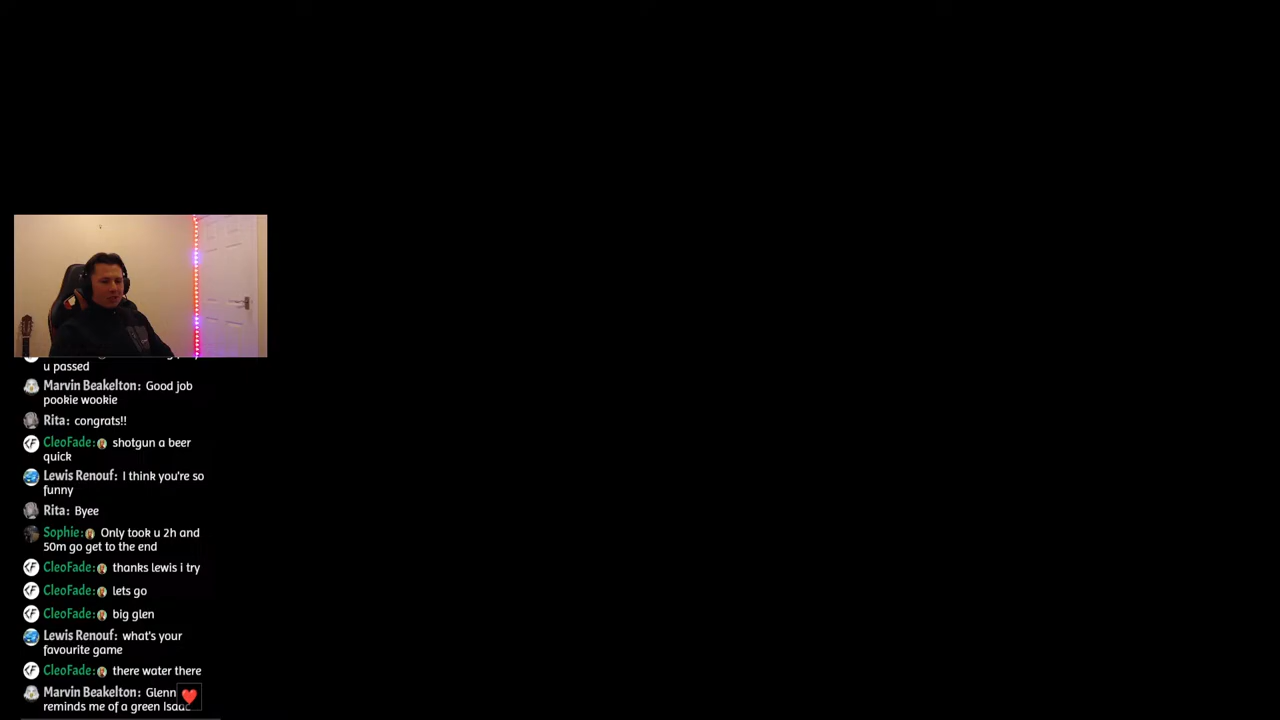 u passed
Marvin Beakelton: Good job
pookie wookie
Rita: congrats!!
CleoFade: shotgun a beer
quick
Lewis Renouf: I think you're so
funny
Rita: Byee
Sophie: Only took u 2h and
50m go get to the end
CleoFade: thanks lewis i try
CleoFade: lets go
CleoFade: big glen
Lewis Renouf: what's your
favourite game
CleoFade: there water there
Marvin Beakelton: Glenn
reminds me of a green Isaac